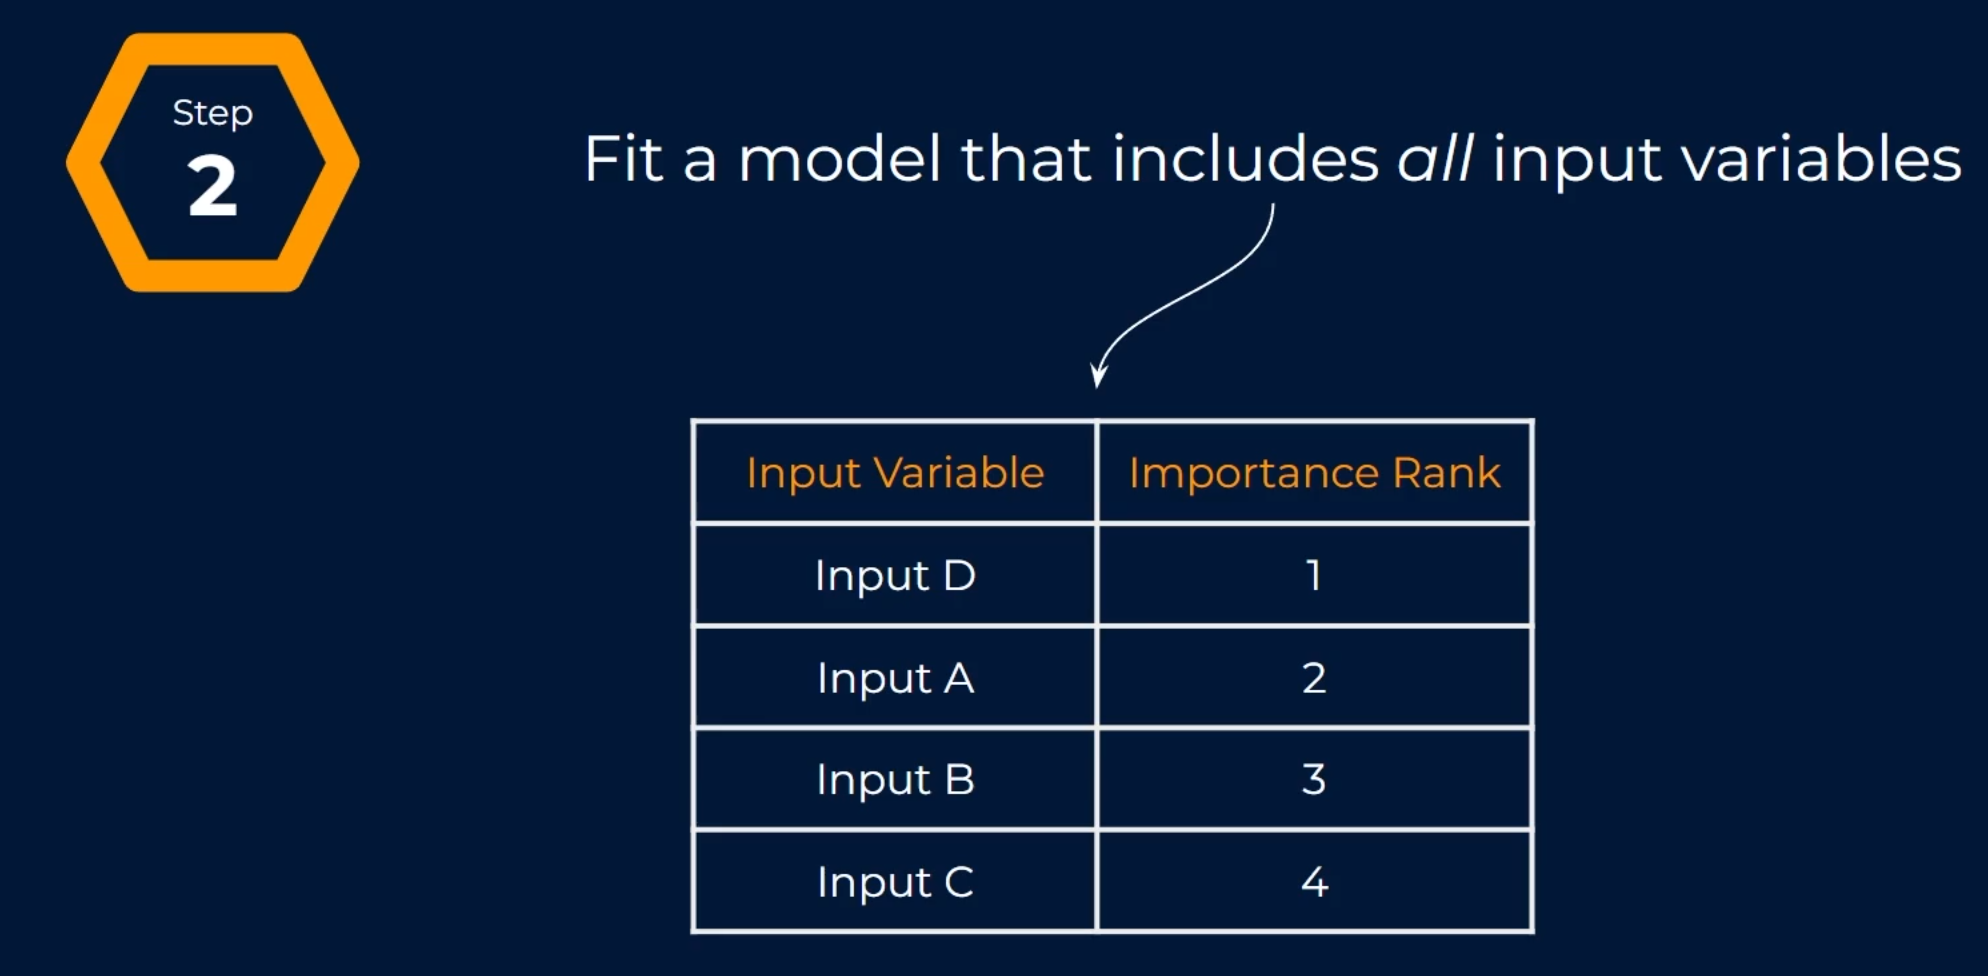 Step
2
Fit a model that includes all input variables
Input Variable Importance Rank
Input D 1
Input A 2
Input B 3
Input C 4